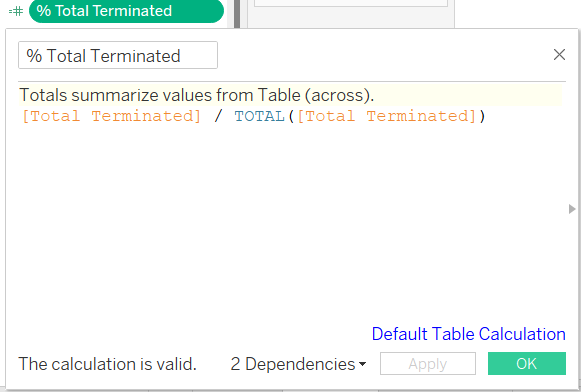 =# % Total Terminated
% Total Terminated
Totals summarize values from Table (across).
[Total Terminated] / TOTAL([Total Terminated])
Default Table Calculation
The calculation is valid. 2 Dependencies Apply OK